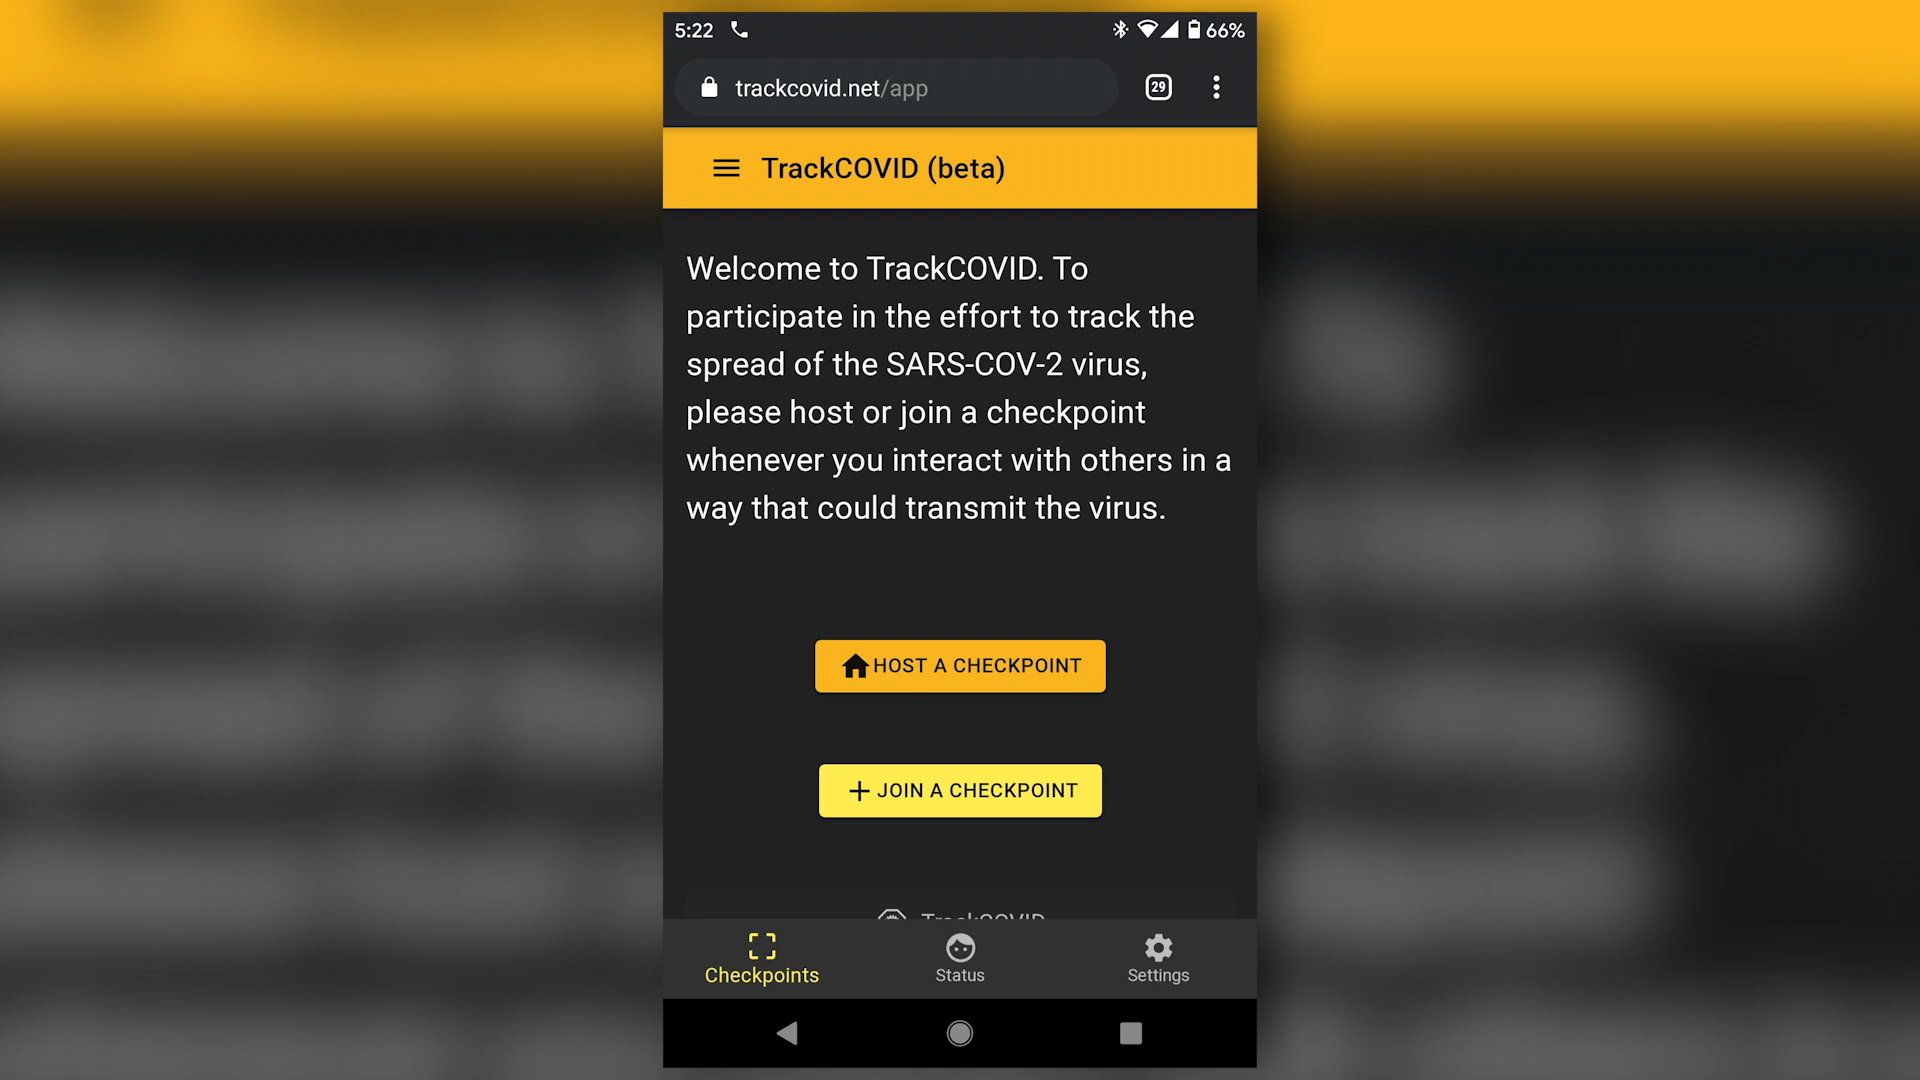 5:22
66%
trackcovid.net/app
29
TrackCOVID (beta)
Welcome to TrackCOVID. To
participate in the effort to track the
spread of the SARS-COV-2 virus,
please host or join a checkpoint
whenever you interact with others in a
way that could transmit the virus.
HOST A CHECKPOINT
JOIN A CHECKPOINT
TrackCOVID
Checkpoints
Status
Settings